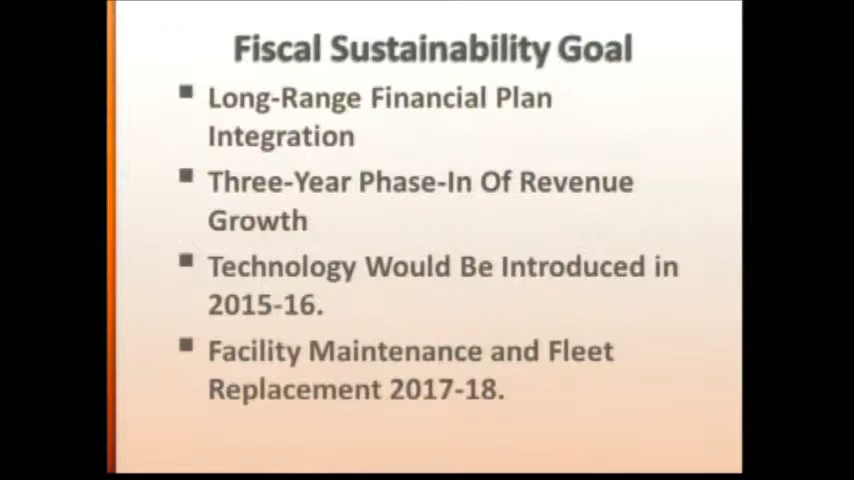 Fiscal Sustainability Goal
Long-Range Financial Plan
Integration
Three-Year Phase-In Of Revenue
Growth
Technology Would Be Introduced in
2015-16.
Facility Maintenance and Fleet
Replacement 2017-18.